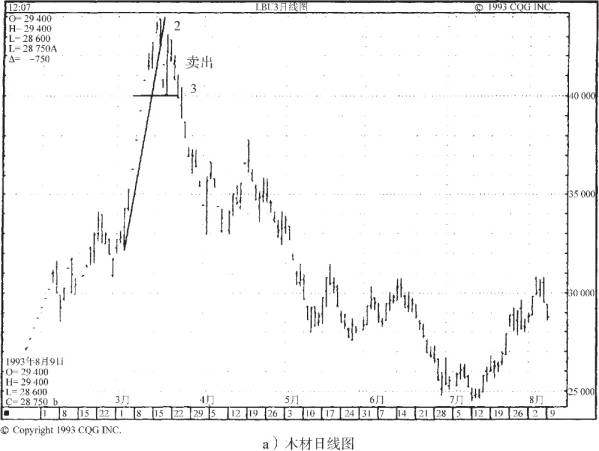 12:07 LBU3日线图 © 1993 CQG INC.
O= 29 400
H= 29 400
L= 28 600
L= 28 750A
Δ= -750
2
卖出
3
40 000
35 000
30 000
25 000
1993年8月9日
O= 29 400
H= 29 400
L= 28 600
C= 28 750 b
3月 4月 5月 6月 7月 8月
1 8 15 22 1 8 15 22 29 5 12 19 26 3 10 17 24 31 7 14 21 28 5 12 19 26 2 9
© Copyright 1993 CQG INC.
a）木材日线图